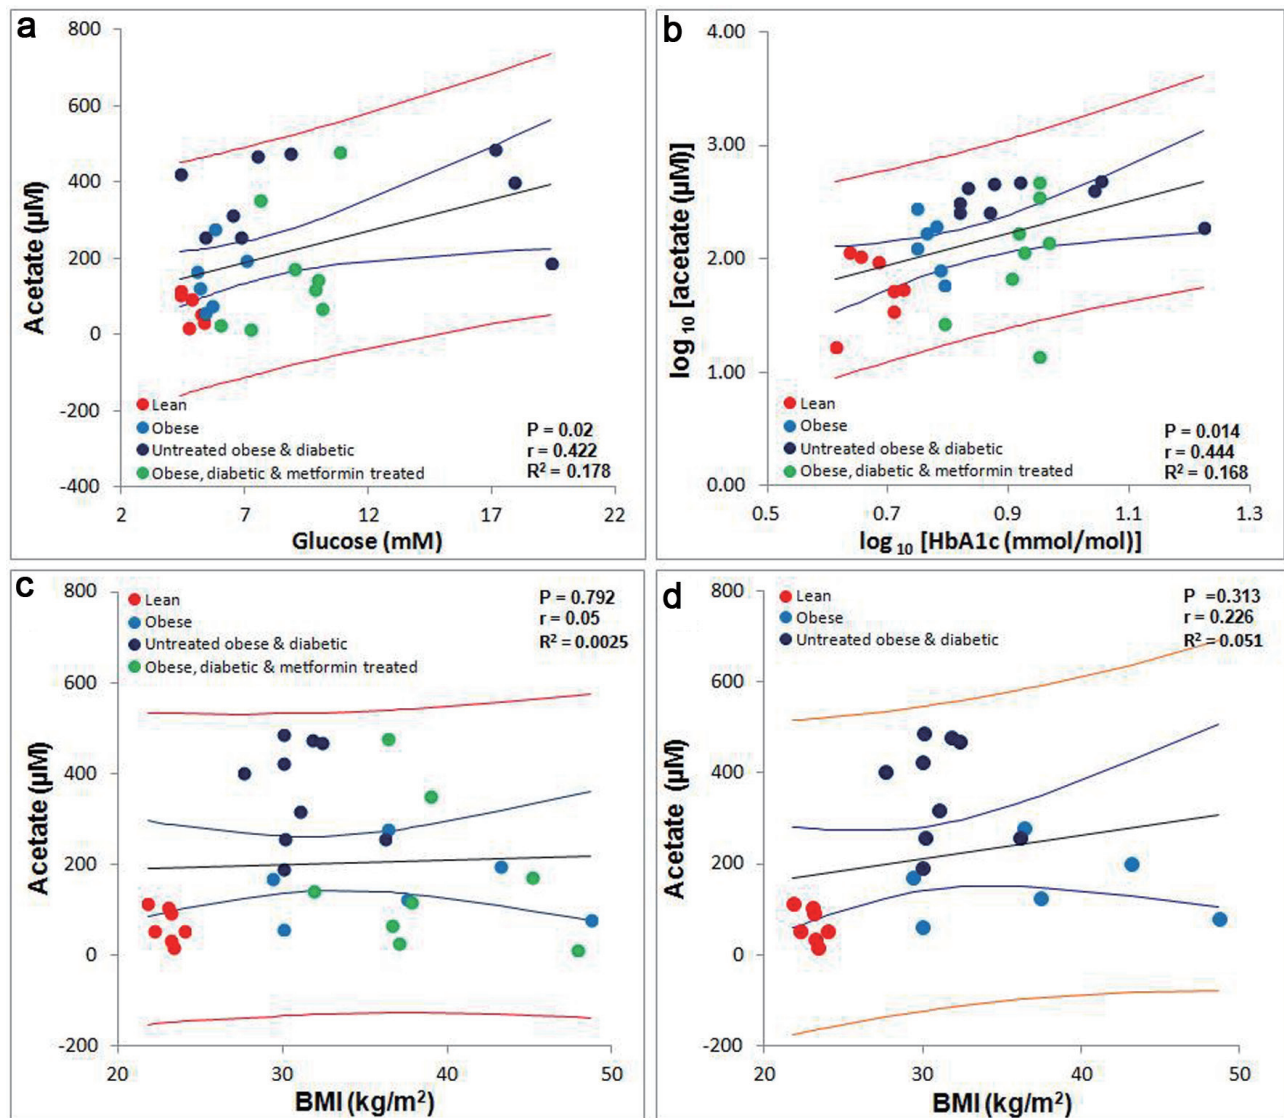 a
800
600
400
200
0
-200
-400
Acetate (µM)
Lean
Obese
Untreated obese & diabetic
Obese, diabetic & metformin treated
P = 0.02
r = 0.422
R² = 0.178
2 7 12 17 22
Glucose (mM)
b
4.00
3.00
2.00
1.00
0.00
log₁₀ [acetate (µM)]
Lean
Obese
Untreated obese & diabetic
Obese, diabetic & metformin treated
P = 0.014
r = 0.444
R² = 0.168
0.5 0.7 0.9 1.1 1.3
log₁₀ [HbA1c (mmol/mol)]
c
800
600
400
200
0
-200
Acetate (µM)
Lean
Obese
Untreated obese & diabetic
Obese, diabetic & metformin treated
P = 0.792
r = 0.05
R² = 0.0025
20 30 40 50
BMI (kg/m²)
d
800
600
400
200
0
-200
Acetate (µM)
Lean
Obese
Untreated obese & diabetic
P =0.313
r = 0.226
R² = 0.051
20 30 40 50
BMI (kg/m²)